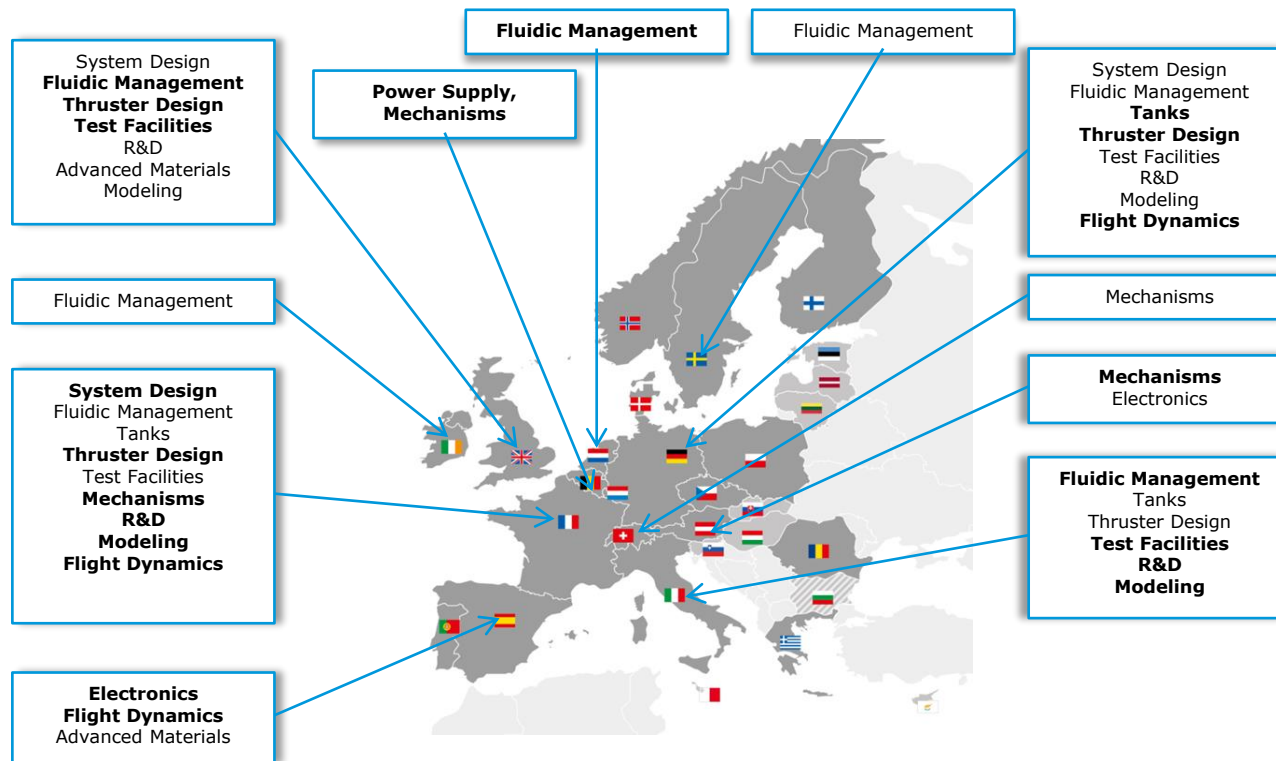 Fluidic Management
Fluidic Management
System Design
Fluidic Management
Thruster Design
Test Facilities
R&D
Advanced Materials
Modeling
Power Supply,
Mechanisms
System Design
Fluidic Management
Tanks
Thruster Design
Test Facilities
R&D
Modeling
Flight Dynamics
Fluidic Management
Mechanisms
System Design
Fluidic Management
Tanks
Thruster Design
Test Facilities
Mechanisms
R&D
Modeling
Flight Dynamics
Mechanisms
Electronics
Fluidic Management
Tanks
Thruster Design
Test Facilities
R&D
Modeling
Electronics
Flight Dynamics
Advanced Materials